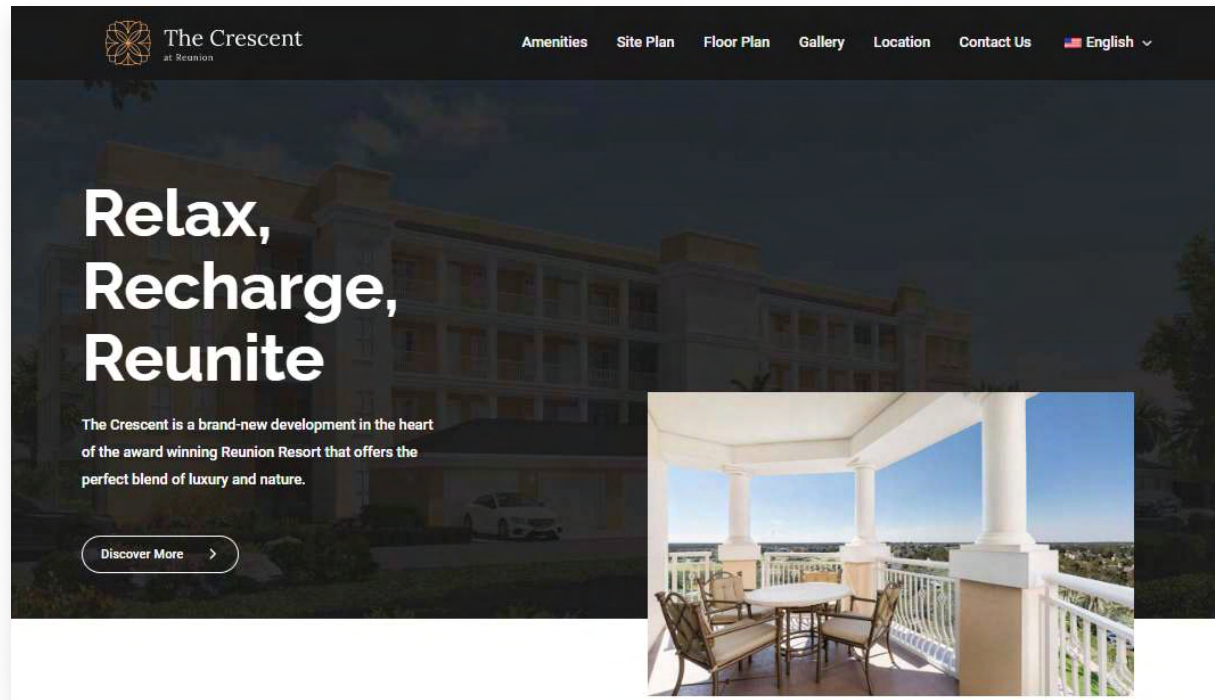 The Crescent
at Reunion
Amenities Site Plan Floor Plan Gallery Location Contact Us English
Relax,
Recharge,
Reunite
The Crescent is a brand-new development in the heart
of the award winning Reunion Resort that offers the
perfect blend of luxury and nature.
Discover More